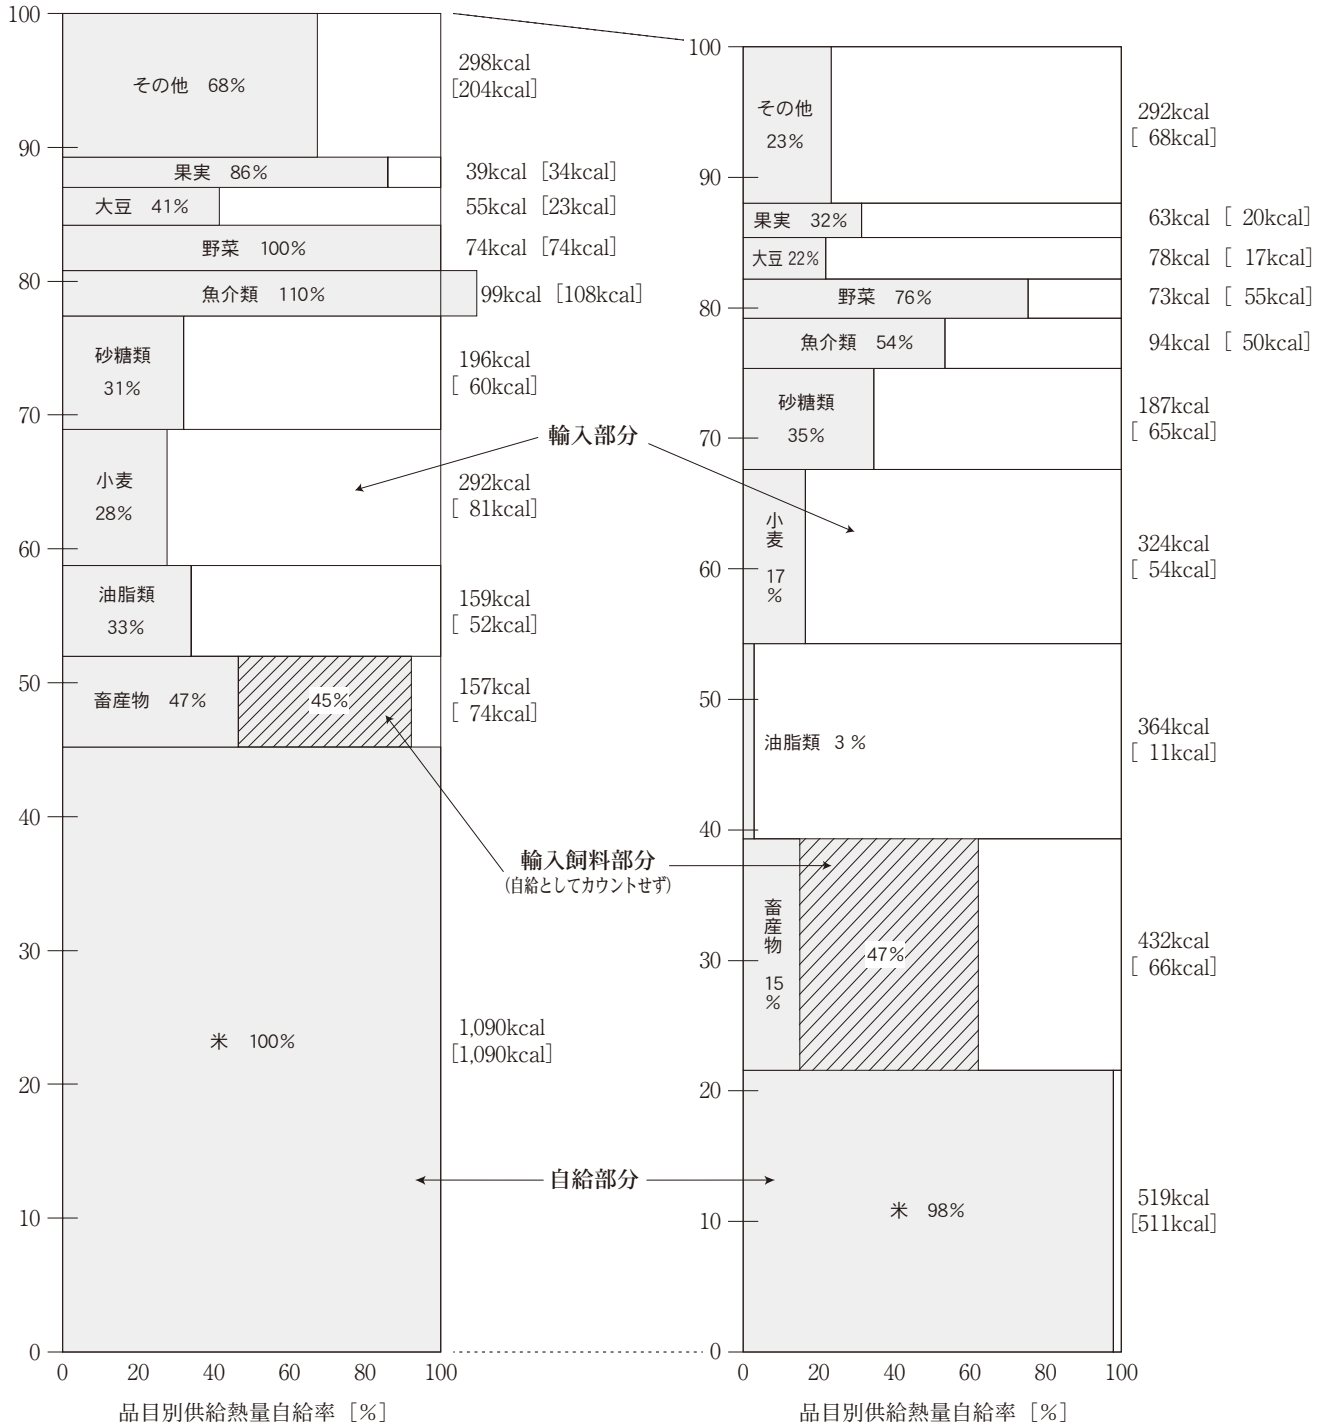 100
90
80
70
60
50
40
30
20
10
0
その他 68%
果実 86%
大豆 41%
野菜 100%
魚介類 110%
砂糖類
31%
小麦
28%
油脂類
33%
畜産物 47%
45%
米 100%
298kcal
[204kcal]
39kcal [34kcal]
55kcal [23kcal]
74kcal [74kcal]
99kcal [108kcal]
196kcal
[ 60kcal]
292kcal
[ 81kcal]
159kcal
[ 52kcal]
157kcal
[ 74kcal]
1,090kcal
[1,090kcal]
0 20 40 60 80 100
品目別供給熱量自給率 [%]
輸入部分
輸入飼料部分
(自給としてカウントせず)
自給部分
100
90
80
70
60
50
40
30
20
10
0
その他
23%
果実 32%
大豆 22%
野菜 76%
魚介類 54%
砂糖類
35%
小麦
17
%
油脂類 3 %
畜産物
15
%
47%
米 98%
292kcal
[ 68kcal]
63kcal [ 20kcal]
78kcal [ 17kcal]
73kcal [ 55kcal]
94kcal [ 50kcal]
187kcal
[ 65kcal]
324kcal
[ 54kcal]
364kcal
[ 11kcal]
432kcal
[ 66kcal]
519kcal
[511kcal]
0 20 40 60 80 100
品目別供給熱量自給率 [%]